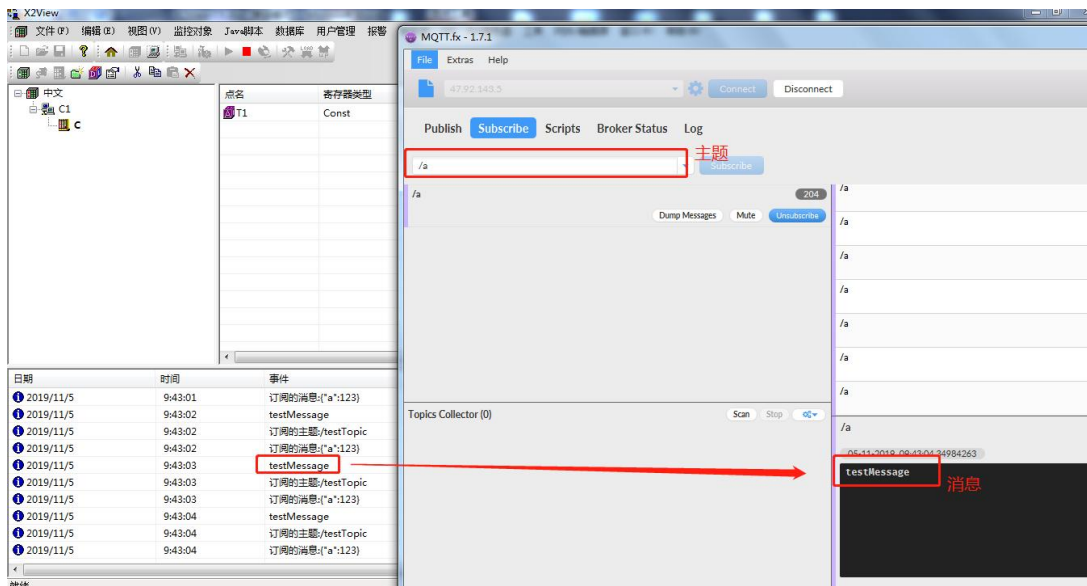 X2View
文件(F) 编辑(E) 视图(V) 监控对象 Java脚本 数据库 用户管理 报警
中文
C1
C
点名 寄存器类型
T1 Const
MQTT.fx - 1.7.1
File Extras Help
47.92.143.5 Connect Disconnect
Publish Subscribe Scripts Broker Status Log
主题
/a Subscribe
/a 204
Dump Messages Mute Unsubscribe
/a
/a
/a
/a
/a
/a
/a
Topics Collector (0) Scan Stop
/a
05-11-2019 09:43:04.34984263
testMessage
消息
日期 时间 事件
2019/11/5 9:43:01 订阅的消息:{"a":123}
2019/11/5 9:43:02 testMessage
2019/11/5 9:43:02 订阅的主题:/testTopic
2019/11/5 9:43:02 订阅的消息:{"a":123}
2019/11/5 9:43:03 testMessage
2019/11/5 9:43:03 订阅的主题:/testTopic
2019/11/5 9:43:03 订阅的消息:{"a":123}
2019/11/5 9:43:04 testMessage
2019/11/5 9:43:04 订阅的主题:/testTopic
2019/11/5 9:43:04 订阅的消息:{"a":123}